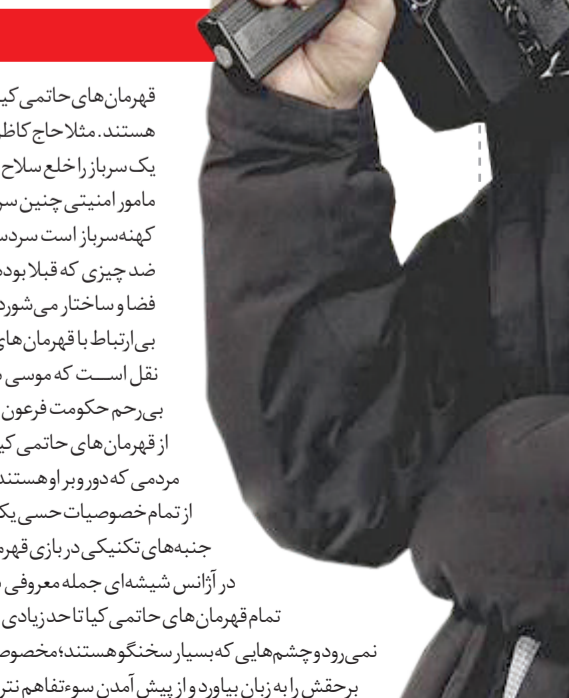 قهرمان‌های حاتمی کیا
هستند. مثلا حاج کاظم
یک سرباز را خلع سلاح
مامور امنیتی چنین سر
کهنه‌سرباز است سردس
ضد چیزی که قبلا بوده
فضا و ساختار می‌شورد
بی‌ارتباط با قهرمان‌های
نقل است که موسی
بی‌رحم حکومت فرعون
از قهرمان‌های حاتمی کیا
مردمی که دور و بر او هستند
از تمام خصوصیات حسی یک
جنبه‌های تکنیکی در بازی قهرم
در آژانس شیشه‌ای جمله معروفی
تمام قهرمان‌های حاتمی کیا تا حد زیادی
نمی‌رود و چشم‌هایی که بسیار سخنگو هستند؛ مخصوصا
برحقش را به زبان بیاورد و از پیش آمدن سوءتفاهم نتر